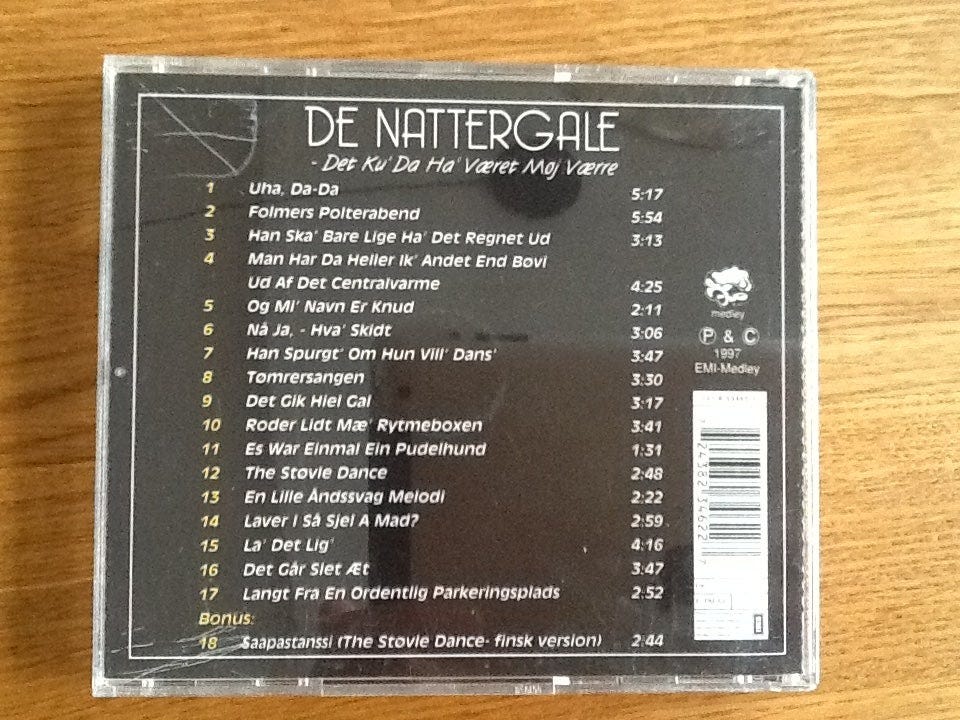 DE NATTERGALE
- Det Ku' Da Ha' Været Møj Værre
1 Uha, Da-Da 5:17
2 Folmers Polterabend 5:54
3 Han Ska' Bare Lige Ha' Det Regnet Ud 3:13
4 Man Har Da Heller Ik' Andet End Bøvl
Ud Af Det Centralvarme 4:25
5 Og Mi' Navn Er Knud 2:11
6 Nå Ja, - Hva' Skidt 3:06
7 Han Spurgt' Om Hun Vill' Dans' 3:47
8 Tømrersangen 3:30
9 Det Gik Hiel Gal 3:17
10 Roder Lidt Mæ' Rytmeboxen 3:41
11 Es War Einmal Ein Pudelhund 1:31
12 The Støvle Dance 2:48
13 En Lille Åndssvag Melodi 2:22
14 Laver I Så Sjel A Mad? 2:59
15 La' Det Lig' 4:16
16 Det Går Slet Æt 3:47
17 Langt Fra En Ordentlig Parkeringsplads 2:52
Bonus:
18 Saapastanssi (The Støvle Dance- finsk version) 2:44
medley
Ⓟ & ©
1997
EMI-Medley
7 24382 34622 7